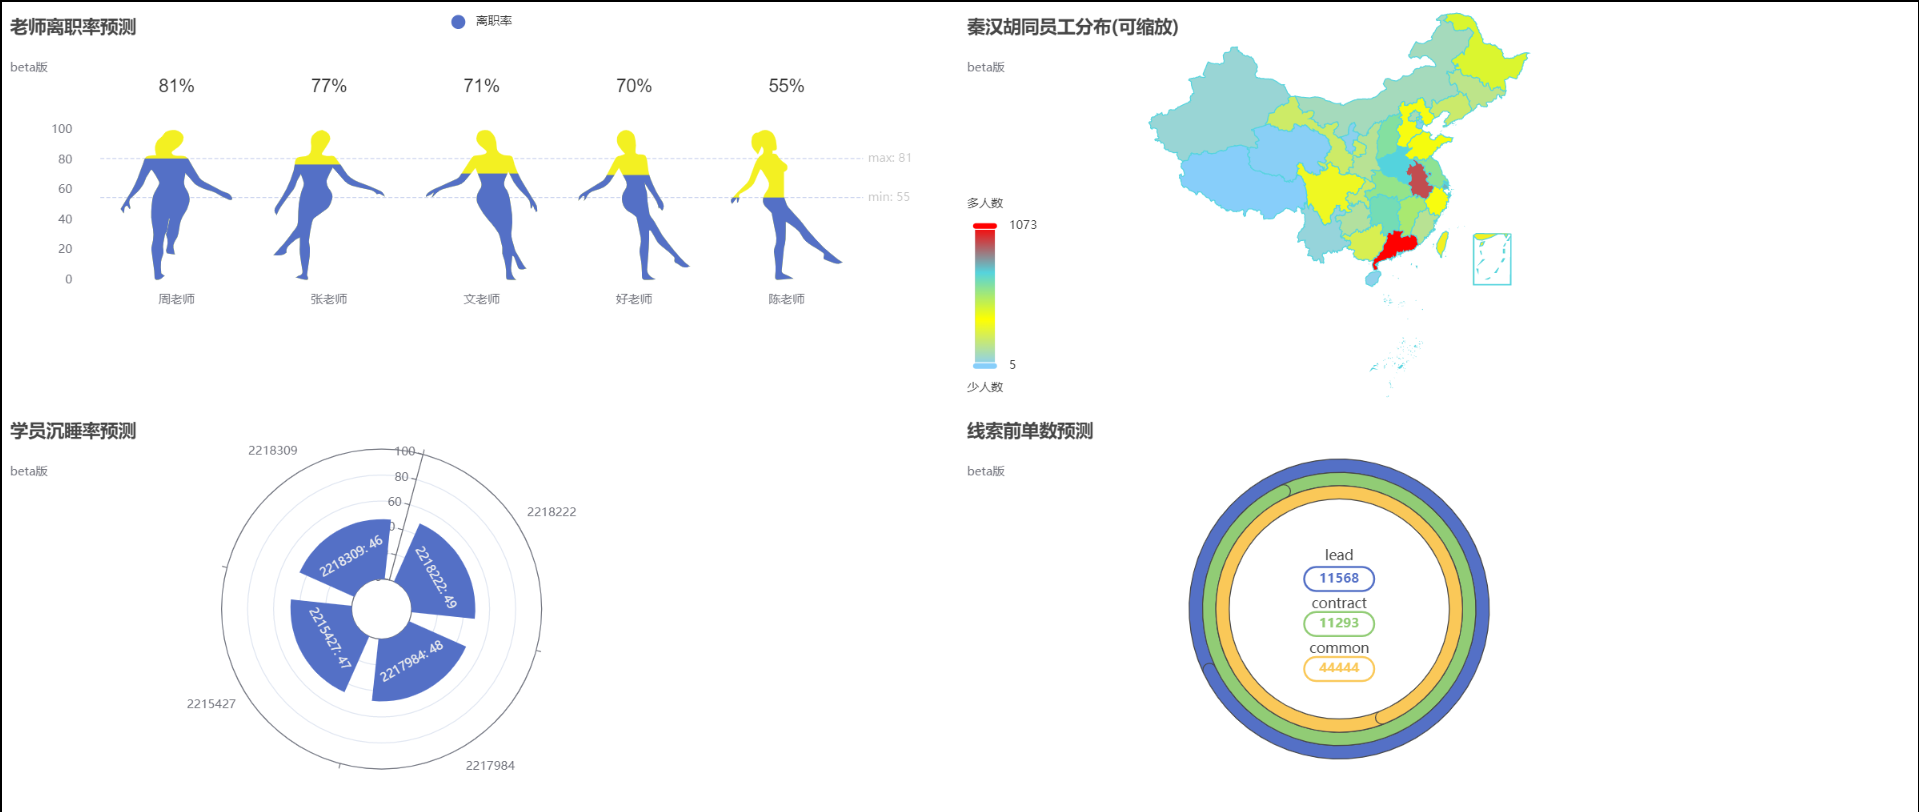 老师离职率预测
beta版
离职率
81% 77% 71% 70% 55%
100
80
60
40
20
0
max: 81
min: 55
周老师 张老师 文老师 好老师 陈老师
秦汉胡同员工分布(可缩放)
beta版
多人数
1073
5
少人数
学员沉睡率预测
beta版
2218309
2218222
2215427
2217984
100
80
60
2218309: 46
2218222: 49
2215427: 47
2217984: 48
线索前单数预测
beta版
lead
11568
contract
11293
common
44444